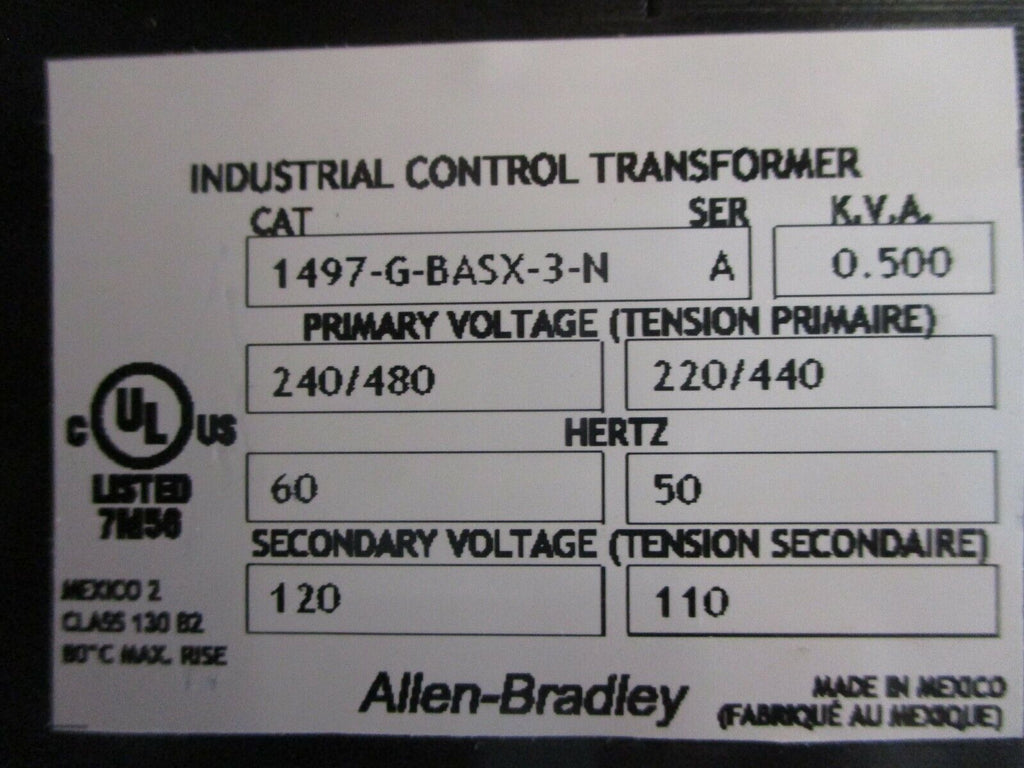 INDUSTRIAL CONTROL TRANSFORMER
CAT SER K.V.A.
1497-G-BASX-3-N A 0.500
PRIMARY VOLTAGE (TENSION PRIMAIRE)
240/480 220/440
HERTZ
60 50
SECONDARY VOLTAGE (TENSION SECONDAIRE)
120 110
C UL US
LISTED
7M56
MEXICO 2
CLASS 130 B2
80°C MAX. RISE
Allen-Bradley
MADE IN MEXICO
(FABRIQUÉ AU MEXIQUE)